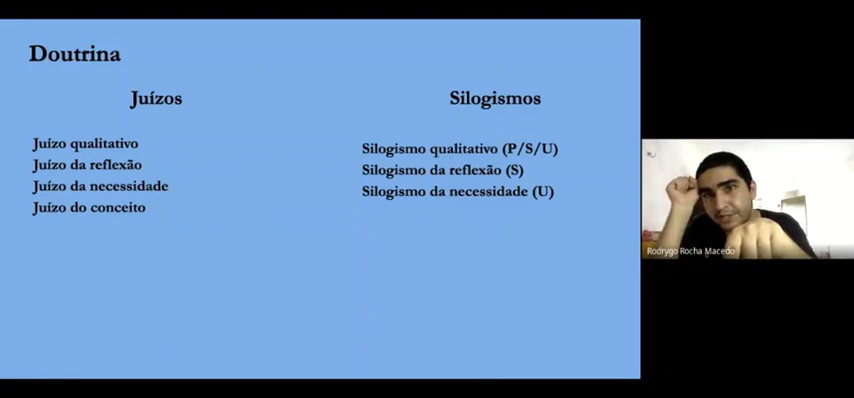 Doutrina
Juízos
Juízo qualitativo
Juízo da reflexão
Juízo da necessidade
Juízo do conceito
Silogismos
Silogismo qualitativo (P/S/U)
Silogismo da reflexão (S)
Silogismo da necessidade (U)
Rodrygo Rocha Macedo